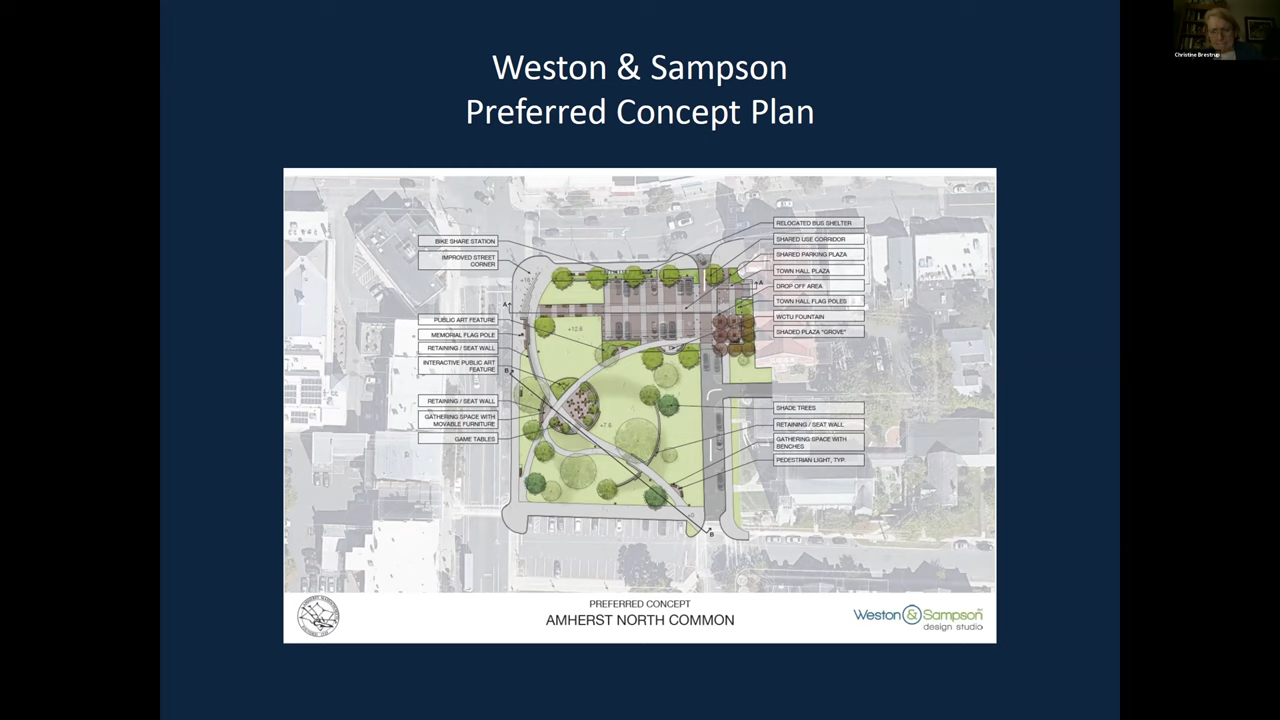 Christine Brestrup
Weston & Sampson
Preferred Concept Plan
BIKE SHARE STATION
IMPROVED STREET
CORNER
PUBLIC ART FEATURE
MEMORIAL FLAG POLE
RETAINING / SEAT WALL
INTERACTIVE PUBLIC ART
FEATURE
RETAINING / SEAT WALL
GATHERING SPACE WITH
MOVABLE FURNITURE
GAME TABLES
RELOCATED BUS SHELTER
SHARED USE CORRIDOR
SHARED PARKING PLAZA
TOWN HALL PLAZA
DROP OFF AREA
TOWN HALL FLAG POLES
WCTU FOUNTAIN
SHADED PLAZA "GROVE"
SHADE TREES
RETAINING / SEAT WALL
GATHERING SPACE WITH
BENCHES
PEDESTRIAN LIGHT, TYP.
A
A
+12.6
B
+7.6
B
PREFERRED CONCEPT
AMHERST NORTH COMMON
Weston & Sampson
design studio